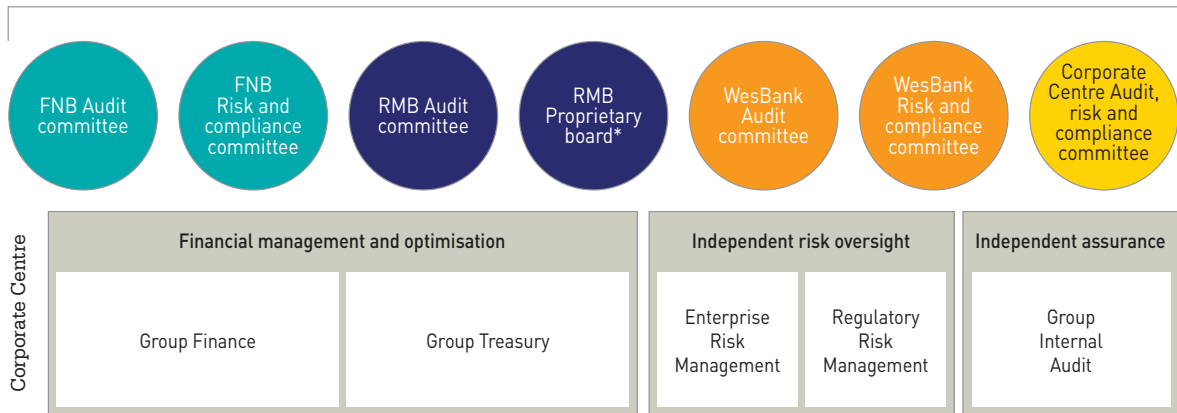 FNB Audit
committee
FNB
Risk and
compliance
committee
RMB Audit
committee
RMB
Proprietary
board*
WesBank
Audit
committee
WesBank
Risk and
compliance
committee
Corporate
Centre Audit,
risk and
compliance
committee
Corporate Centre
Financial management and optimisation
Group Finance
Group Treasury
Independent risk oversight
Enterprise
Risk
Management
Regulatory
Risk
Management
Independent assurance
Group
Internal
Audit